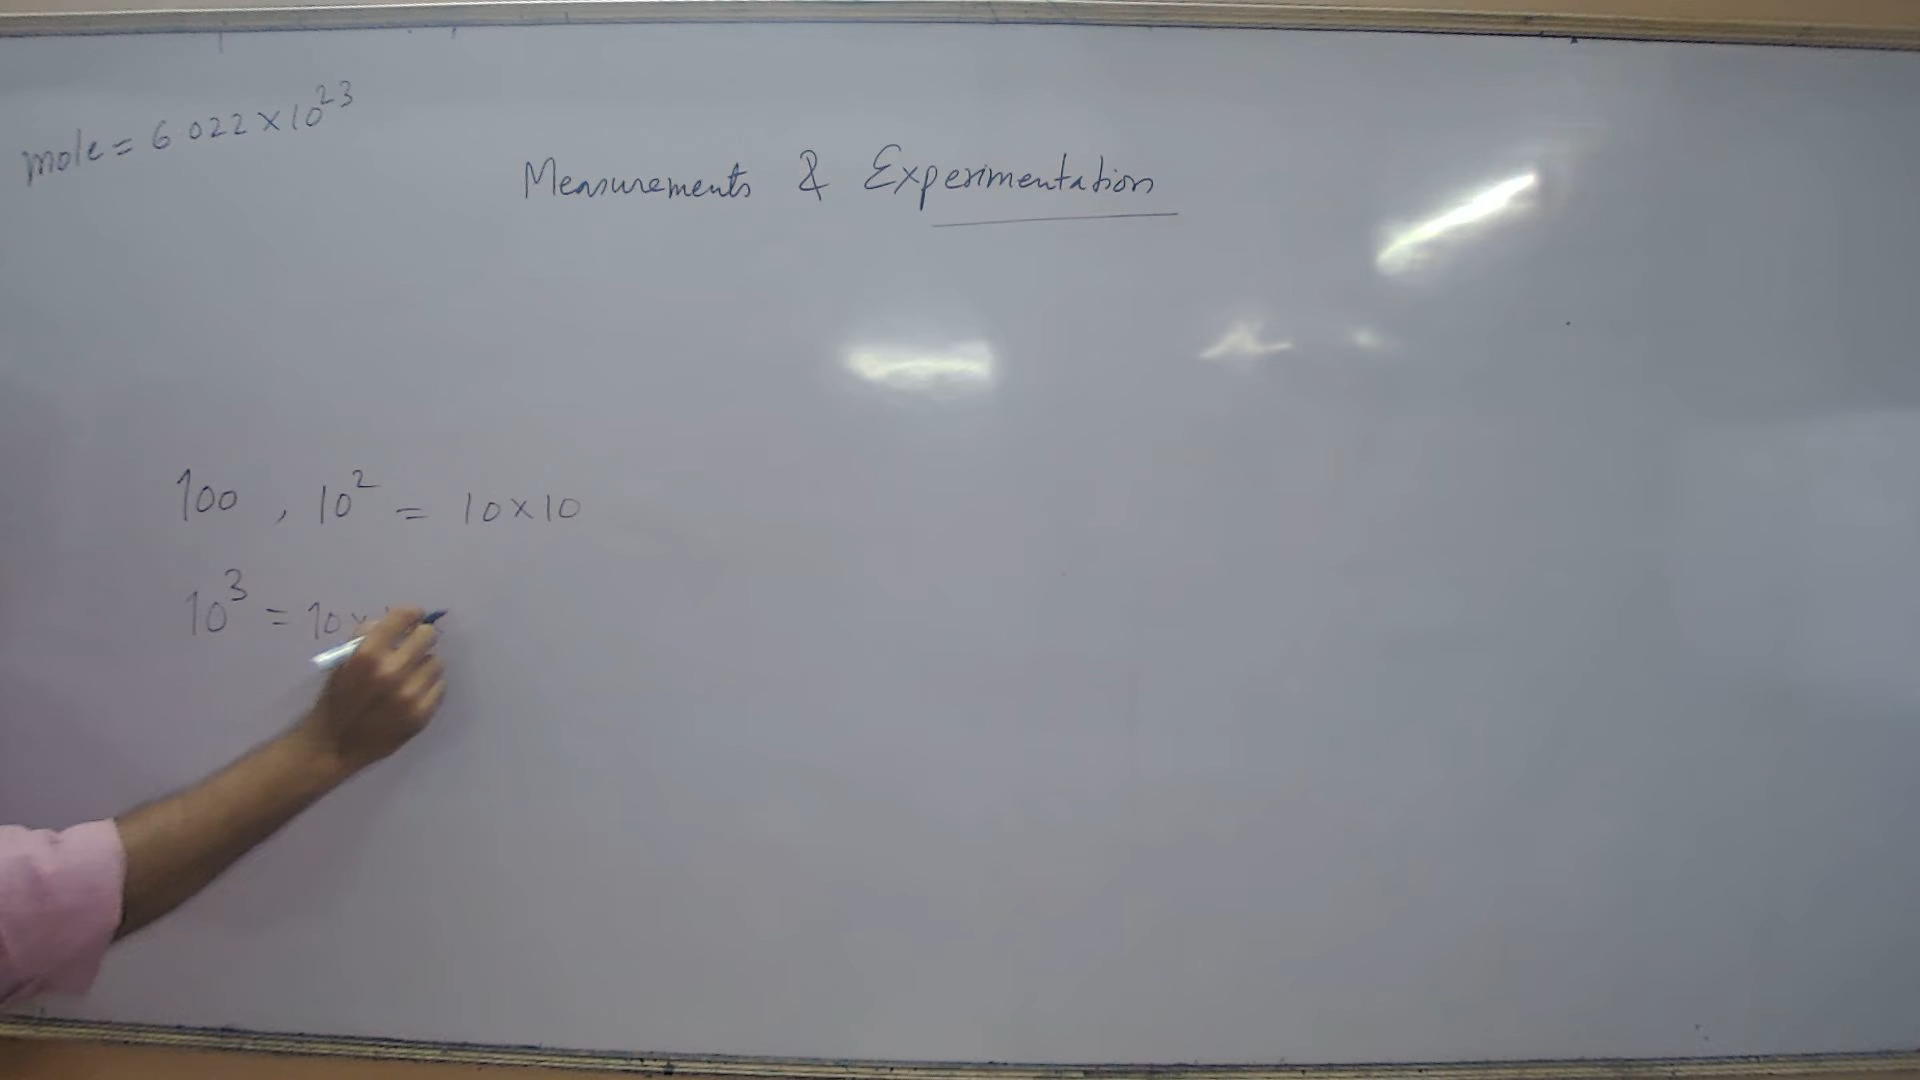 mole = 6.022 × 10²³
Measurements & Experimentation
100 , 10² = 10 × 10
10³ = 10 ×